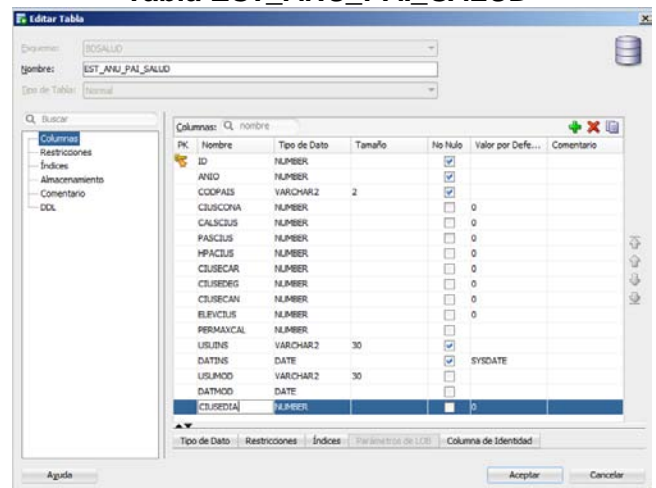 Tabla EST_ANU_PAI_SALUD
Editar Tabla
Esquema: BDSALUD
Nombre: EST_ANU_PAI_SALUD
Tipo de Tabla: Normal
Buscar
Columnas
Restricciones
Índices
Almacenamiento
Comentario
DDL
Columnas: nombre
PK Nombre Tipo de Dato Tamaño No Nulo Valor por Defe... Comentario
ID NUMBER
ANIO NUMBER
CODPAIS VARCHAR2 2
CIUSCONA NUMBER 0
CALSCIUS NUMBER 0
PASCIUS NUMBER 0
HPACIUS NUMBER 0
CIUSECAR NUMBER 0
CIUSEDEG NUMBER 0
CIUSECAN NUMBER 0
ELEVCIUS NUMBER 0
PERMAXCAL NUMBER
USUINS VARCHAR2 30
DATINS DATE SYSDATE
USUMOD VARCHAR2 30
DATMOD DATE
CIUSEDIA NUMBER 0
Tipo de Dato Restricciones Índices Parámetros de LOB Columna de Identidad
Ayuda Aceptar Cancelar